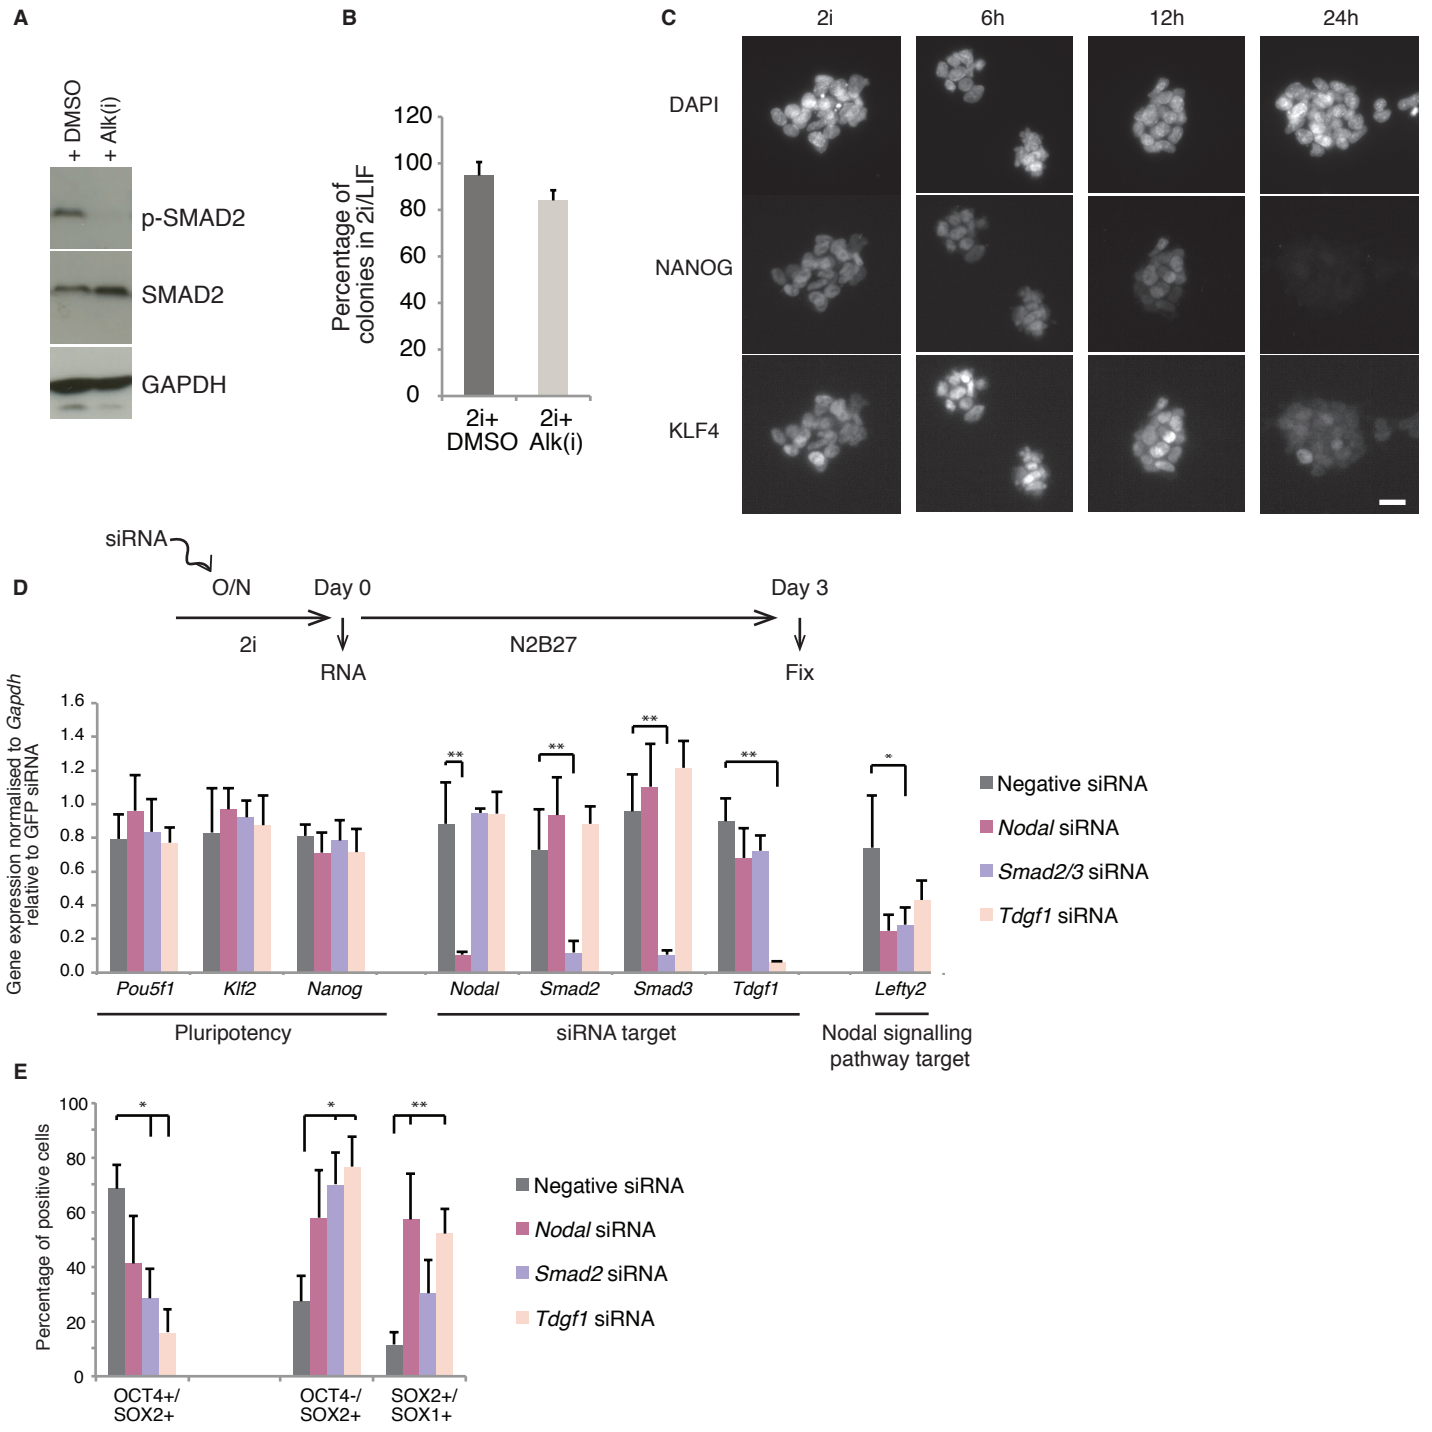 A
+ DMSO
+ Alk(i)
p-SMAD2
SMAD2
GAPDH
B
Percentage of
colonies in 2i/LIF
120
100
80
60
40
20
0
2i+
DMSO
2i+
Alk(i)
C
2i
6h
12h
24h
DAPI
NANOG
KLF4
D
siRNA
O/N
Day 0
Day 3
2i
N2B27
RNA
Fix
Gene expression normalised to Gapdh
relative to GFP siRNA
1.6
1.4
1.2
1.0
0.8
0.6
0.4
0.2
0.0
**
**
**
**
*
Pou5f1
Klf2
Nanog
Nodal
Smad2
Smad3
Tdgf1
Lefty2
Pluripotency
siRNA target
Nodal signalling
pathway target
Negative siRNA
Nodal siRNA
Smad2/3 siRNA
Tdgf1 siRNA
E
Percentage of positive cells
100
80
60
40
20
0
*
*
**
OCT4+/
SOX2+
OCT4-/
SOX2+
SOX2+/
SOX1+
Negative siRNA
Nodal siRNA
Smad2 siRNA
Tdgf1 siRNA